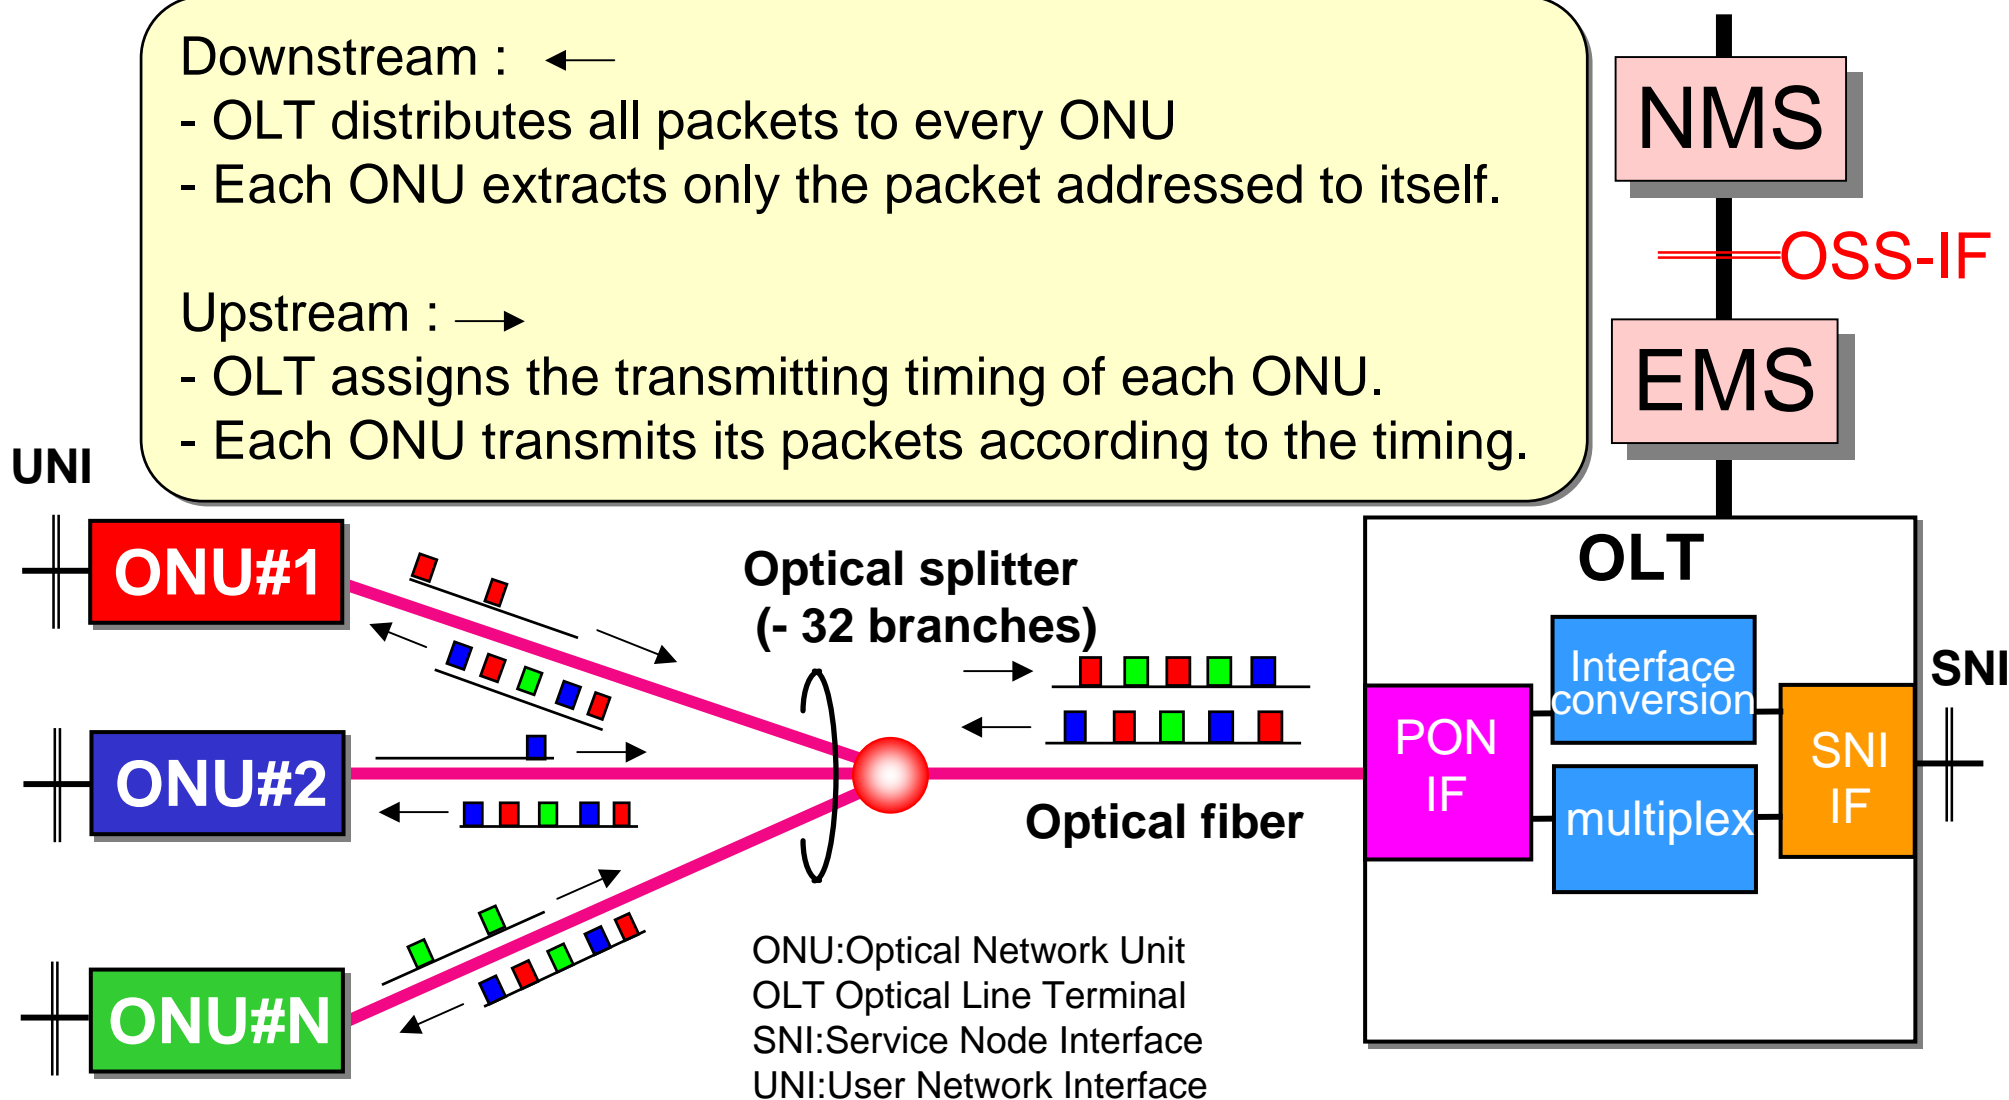 Downstream :
- OLT distributes all packets to every ONU
- Each ONU extracts only the packet addressed to itself.
Upstream :
- OLT assigns the transmitting timing of each ONU.
- Each ONU transmits its packets according to the timing.
NMS
OSS-IF
EMS
UNI
ONU#1
ONU#2
ONU#N
Optical splitter
(- 32 branches)
Optical fiber
OLT
Interface
conversion
PON
IF
multiplex
SNI
IF
SNI
ONU:Optical Network Unit
OLT Optical Line Terminal
SNI:Service Node Interface
UNI:User Network Interface